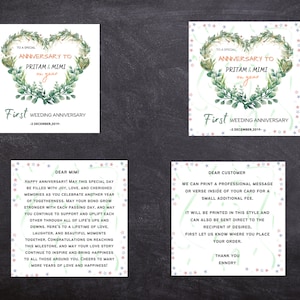 TO A SPECIAL
ANNIVERSARY TO
PRITAM & MIMI
on your
First WEDDING ANNIVERSARY
TO A SPECIAL
ANNIVERSARY TO
PRITAM & MIMI
on your
First WEDDING ANNIVERSARY
DEAR MIMI
HAPPY ANNIVERSARY! MAY THIS SPECIAL DAY
BE FILLED WITH JOY, LOVE, AND CHERISHED
MEMORIES AS YOU CELEBRATE ANOTHER YEAR
OF TOGETHERNESS. MAY YOUR BOND GROW
STRONGER WITH EACH PASSING DAY, AND MAY
YOU CONTINUE TO SUPPORT AND UPLIFT EACH
OTHER THROUGH ALL OF LIFE'S UPS AND
DOWNS. HERE'S TO A LIFETIME OF LOVE,
LAUGHTER, AND BEAUTIFUL MOMENTS
TOGETHER. CONGRATULATIONS ON REACHING
THIS MILESTONE, AND MAY YOUR LOVE STORY
CONTINUE TO INSPIRE AND BRING HAPPINESS
TO ALL THOSE AROUND YOU. CHEERS TO MANY
MORE YEARS OF LOVE AND HAPPINESS!
DEAR CUSTOMER
WE CAN PRINT A PROFESSIONAL MESSAGE
OR VERSE INSIDE OF YOUR CARD FOR A
SMALL ADDITIONAL FEE.
IT WILL BE PRINTED IN THIS STYLE AND
CAN ALSO BE SENT DIRECT TO THE
RECIPIENT IF DESIRED.
FIRST LET US KNOW WHERE YOU PLACE
YOUR ORDER.
THANK YOU